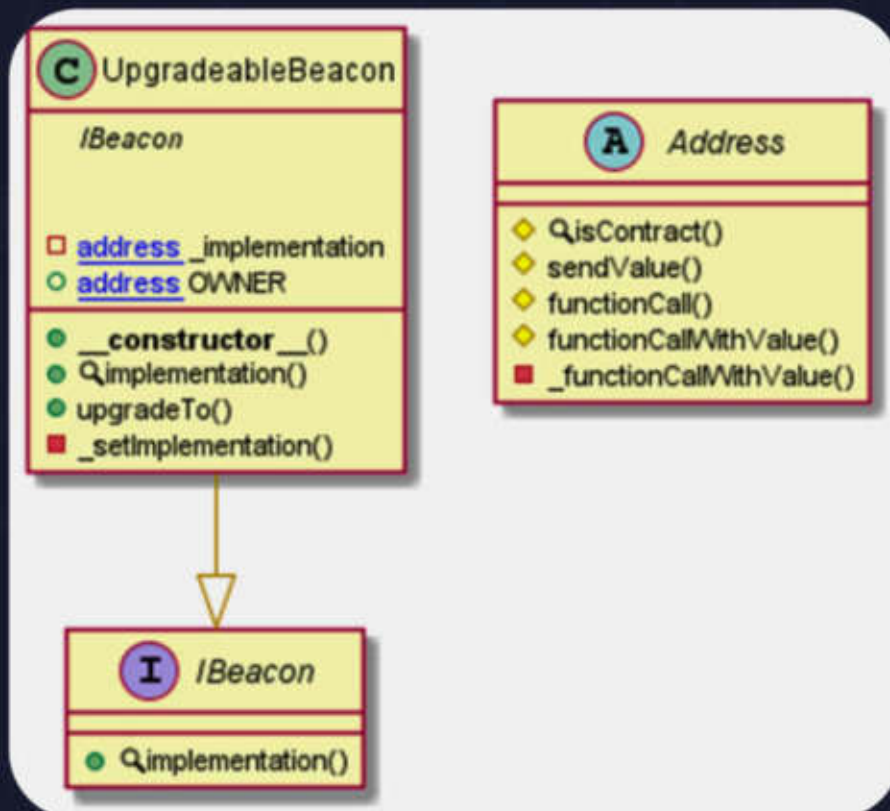 C UpgradeableBeacon
IBeacon
address _implementation
address OWNER
__constructor__()
implementation()
upgradeTo()
_setImplementation()
A Address
isContract()
sendValue()
functionCall()
functionCallWithValue()
_functionCallWithValue()
I IBeacon
implementation()